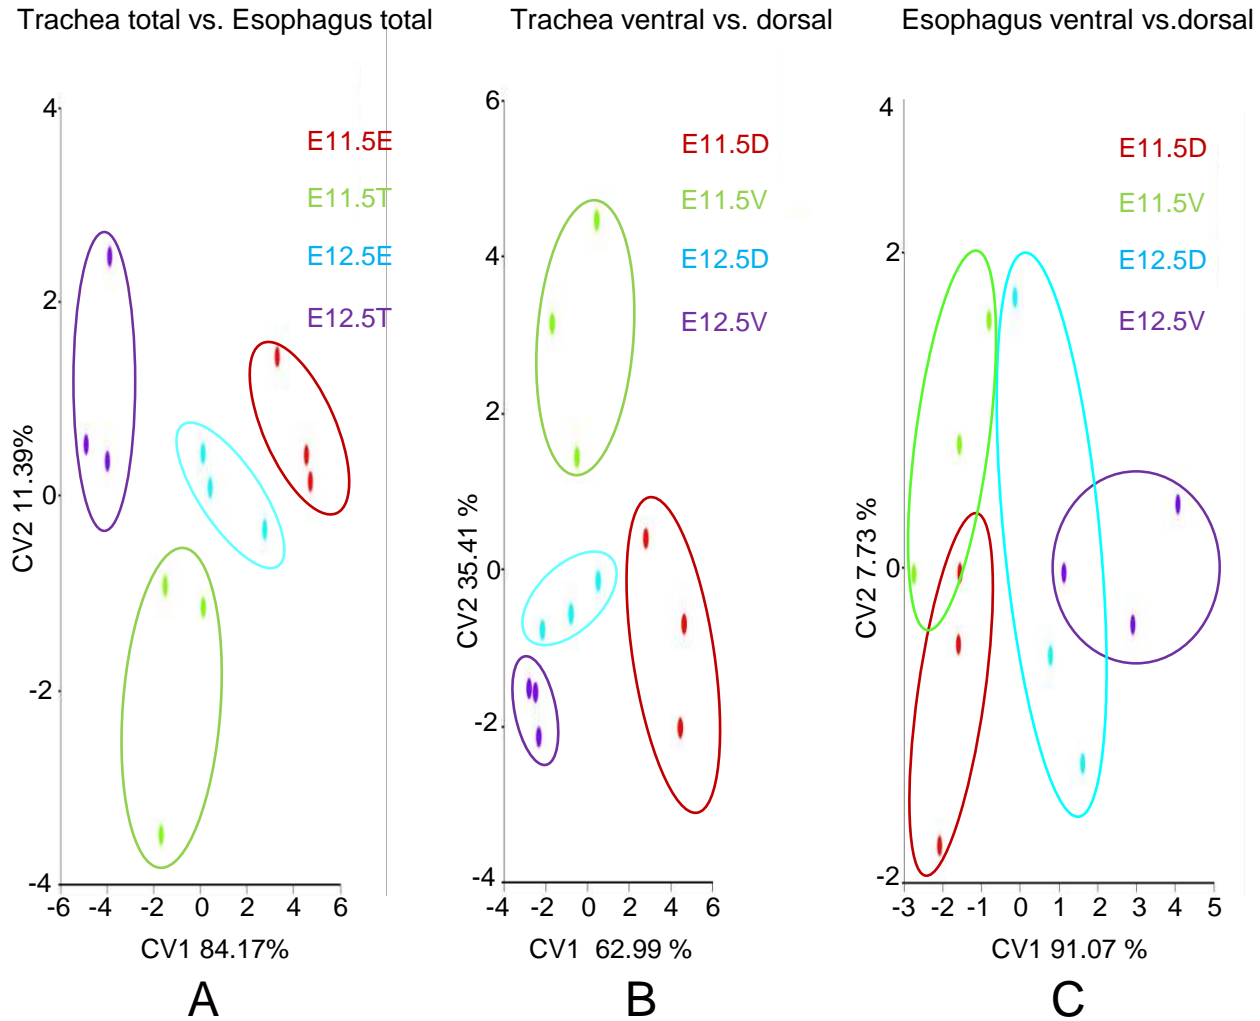 Trachea total vs. Esophagus total
4
2
0
-2
-4
-6 -4 -2 0 2 4 6
CV2 11.39%
CV1 84.17%
E11.5E
E11.5T
E12.5E
E12.5T
A
Trachea ventral vs. dorsal
6
4
2
0
-2
-4
-4 -2 0 2 4 6
CV2 35.41 %
CV1 62.99 %
E11.5D
E11.5V
E12.5D
E12.5V
B
Esophagus ventral vs.dorsal
4
2
0
-2
-3 -2 -1 0 1 2 3 4 5
CV2 7.73 %
CV1 91.07 %
E11.5D
E11.5V
E12.5D
E12.5V
C